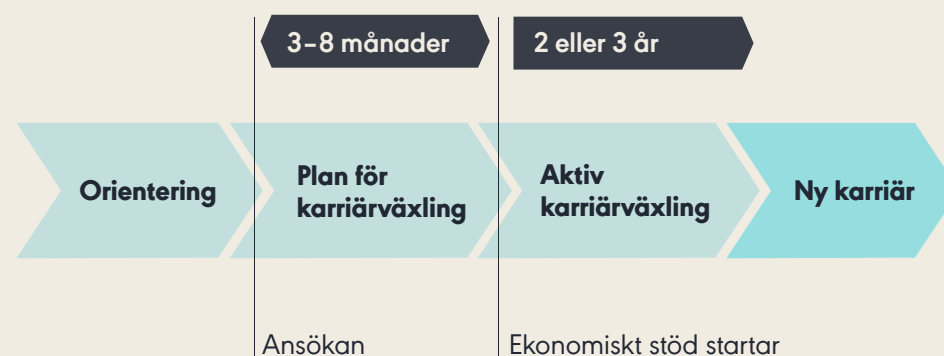 3–8 månader
2 eller 3 år
Orientering
Plan för
karriärväxling
Aktiv
karriärväxling
Ny karriär
Ansökan
Ekonomiskt stöd startar